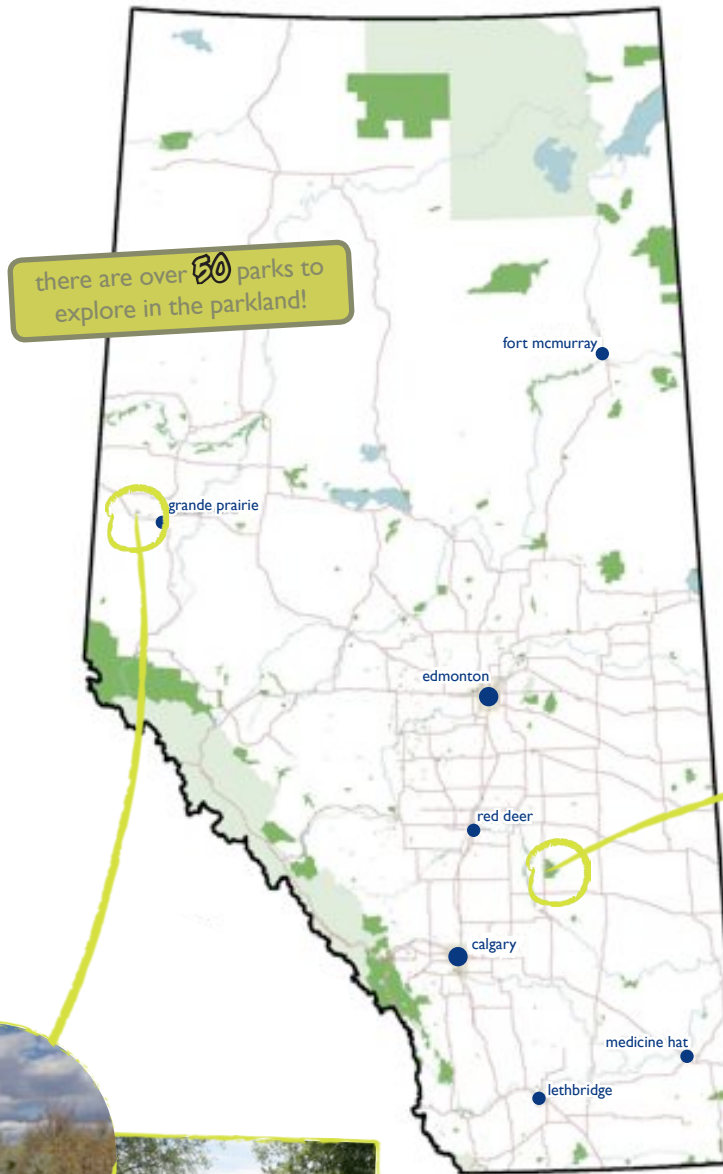 there are over 50 parks to
explore in the parkland!
fort mcmurray
grande prairie
edmonton
red deer
calgary
medicine hat
lethbridge